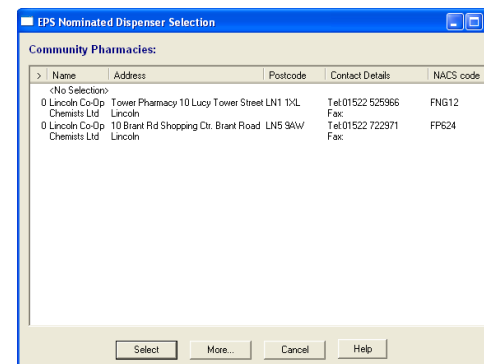 EPS Nominated Dispenser Selection
Community Pharmacies:
> Name Address Postcode Contact Details NACS code
<No Selection>
0 Lincoln Co-Op Tower Pharmacy 10 Lucy Tower Street LN1 1XL Tel:01522 525966 FNG12
Chemists Ltd Lincoln Fax:
0 Lincoln Co-Op 10 Brant Rd Shopping Ctr. Brant Road LN5 9AW Tel:01522 722971 FP624
Chemists Ltd Lincoln Fax:
Select More... Cancel Help